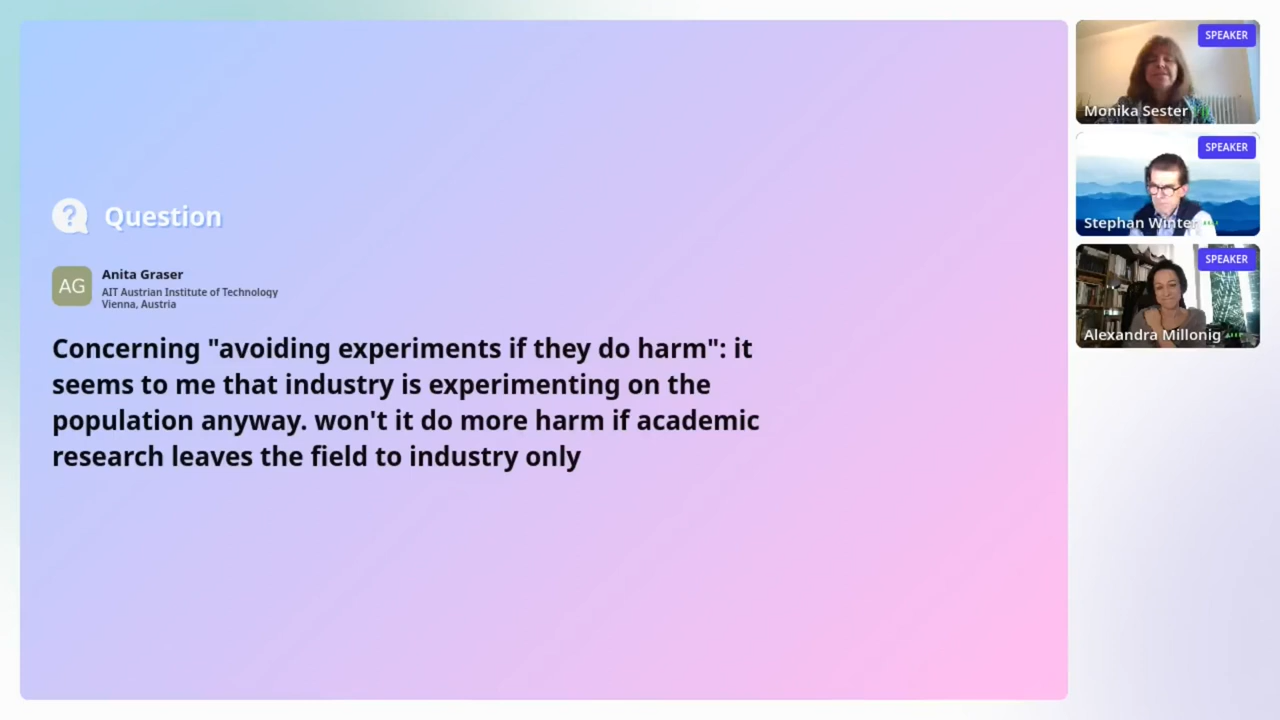 Question
AG
Anita Graser
AIT Austrian Institute of Technology
Vienna, Austria
Concerning "avoiding experiments if they do harm": it
seems to me that industry is experimenting on the
population anyway. won't it do more harm if academic
research leaves the field to industry only
SPEAKER
Monika Sester
SPEAKER
Stephan Winter
SPEAKER
Alexandra Millonig